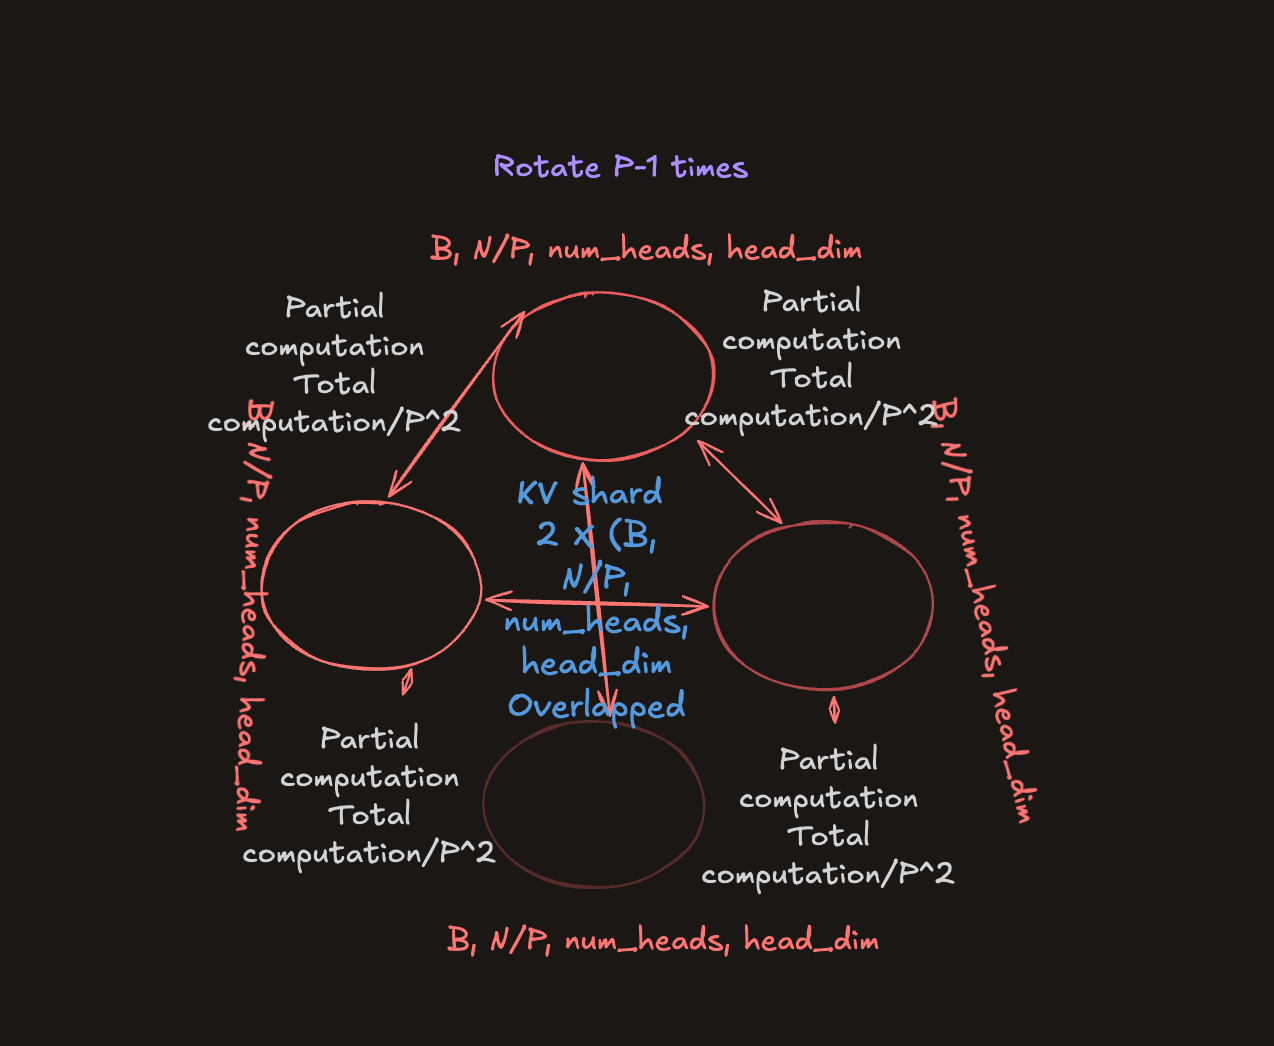 Rotate P-1 times
B, N/P, num_heads, head_dim
Partial
computation
Total
computation/P^2
Partial
computation
Total
computation/P^2
B, N/P, num_heads, head_dim
B, N/P, num_heads, head_dim
KV shard
2 x (B,
N/P,
num_heads,
head_dim
Overlapped
Partial
computation
Total
computation/P^2
Partial
computation
Total
computation/P^2
B, N/P, num_heads, head_dim